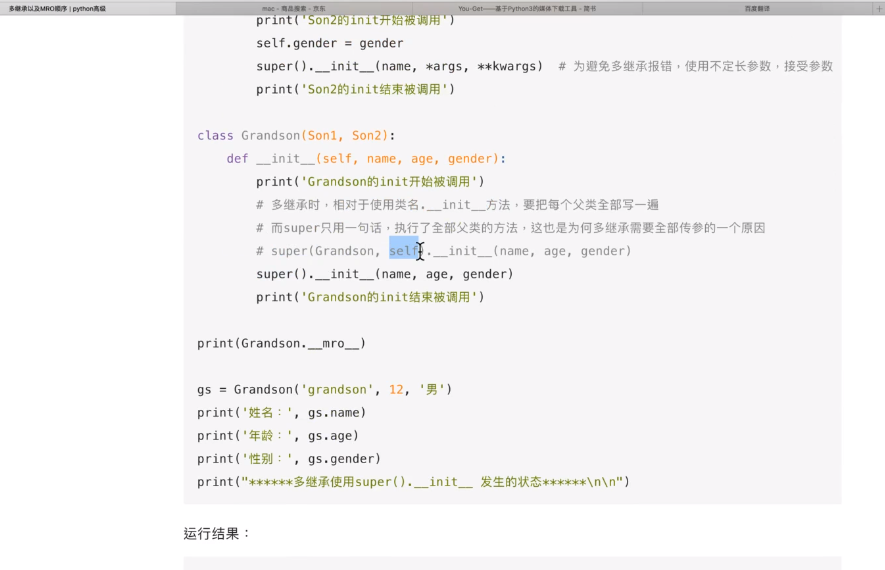 多继承以及MRO顺序 | python高级
mac - 商品搜索 - 京东
You-Get——基于Python3的媒体下载工具 - 简书
百度翻译
+
print('Son2的init开始被调用')
self.gender = gender
super().__init__(name, *args, **kwargs)  # 为避免多继承报错，使用不定长参数，接受参数
print('Son2的init结束被调用')
class Grandson(Son1, Son2):
def __init__(self, name, age, gender):
print('Grandson的init开始被调用')
# 多继承时，相对于使用类名.__init__方法，要把每个父类全部写一遍
# 而super只用一句话，执行了全部父类的方法，这也是为何多继承需要全部传参的一个原因
# super(Grandson, self).__init__(name, age, gender)
super().__init__(name, age, gender)
print('Grandson的init结束被调用')
print(Grandson.__mro__)
gs = Grandson('grandson', 12, '男')
print('姓名：', gs.name)
print('年龄：', gs.age)
print('性别：', gs.gender)
print("******多继承使用super().__init__ 发生的状态******\n\n")
运行结果：